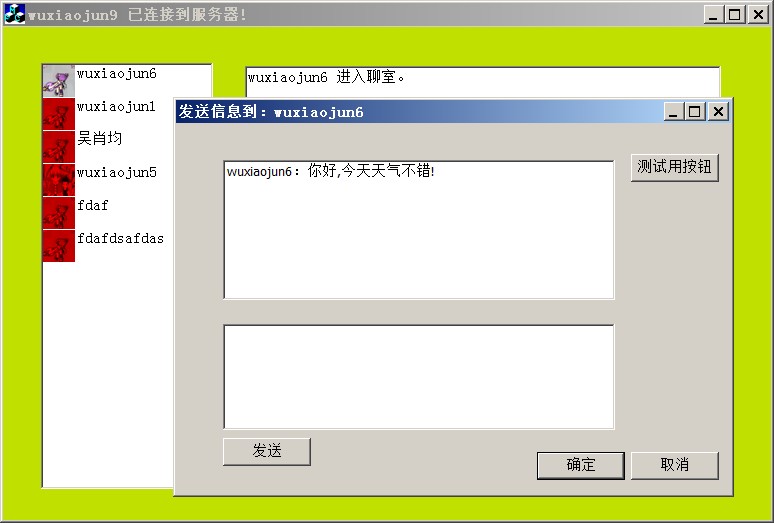 wuxiaojun9 已连接到服务器!
wuxiaojun6
wuxiaojun1
吴肖均
wuxiaojun5
fdaf
fdafdsafdas
wuxiaojun6 进入聊室。
发送信息到：wuxiaojun6
wuxiaojun6：你好,今天天气不错!
测试用按钮
发送
确定
取消